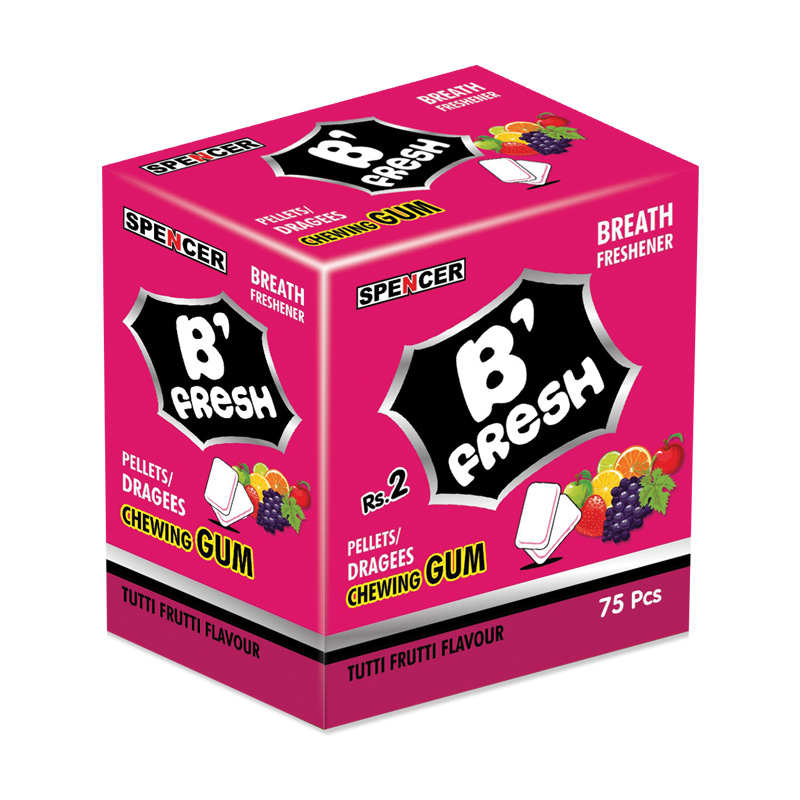 SPENCER
B'
FRESH
BREATH
FRESHENER
PELLETS/
DRAGEES
CHEWING GUM
SPENCER
BREATH
FRESHENER
B'
FRESH
PELLETS/
DRAGEES
CHEWING GUM
TUTTI FRUTTI FLAVOUR
SPENCER
BREATH
FRESHENER
B'
FRESH
Rs.2
PELLETS/
DRAGEES
CHEWING GUM
75 Pcs
TUTTI FRUTTI FLAVOUR